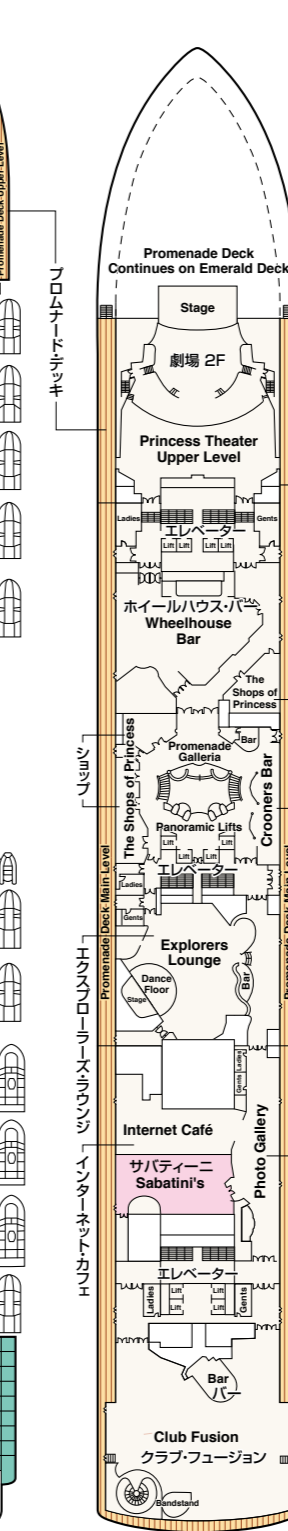 Promenade Deck Upper Level
プロムナード・デッキ
Promenade Deck
Continues on Emerald Deck
Stage
劇場 2F
Princess Theater
Upper Level
Ladies
Gents
エレベーター
Lift
Lift
Lift
Lift
ホイールハウス・バー
Wheelhouse
Bar
The
Shops of
Princess
Bar
Promenade
Galleria
ショップ
The Shops of Princess
Crooners Bar
Panoramic Lifts
Lift
Lift
Lift
Lift
エレベーター
Ladies
Gents
Promenade Deck Main Level
Promenade Deck Main Level
Explorers
Lounge
Dance
Floor
Stage
Bar
エクスプローラーズ・ラウンジ
Ladies
Gents
Internet Café
インターネット・カフェ
Photo Gallery
サバティーニ
Sabatini's
エレベーター
Ladies
Lift
Lift
Lift
Lift
Gents
Bar
バー
Club Fusion
クラブ・フュージョン
Bandstand